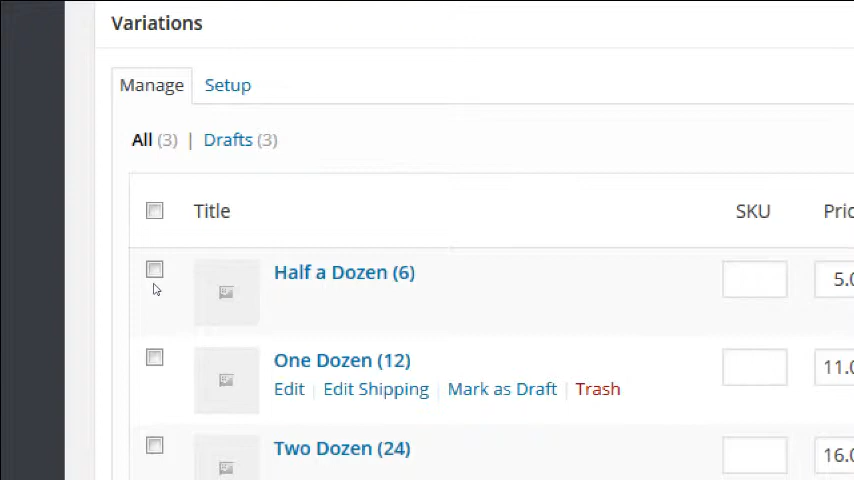 Variations
Manage Setup
All (3) | Drafts (3)
Title SKU
Half a Dozen (6)
One Dozen (12)
Edit | Edit Shipping | Mark as Draft | Trash
Two Dozen (24)